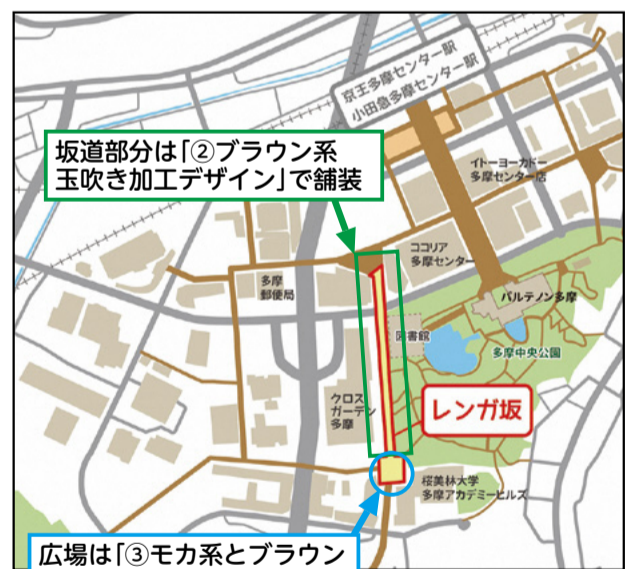 京王多摩センター駅
小田急多摩センター駅
坂道部分は「②ブラウン系
玉吹き加工デザイン」で舗装
イトーヨーカドー
多摩センター店
ココリア
多摩センター
多摩
郵便局
パルテノン多摩
図書館
多摩中央公園
クロス
ガーデン
多摩
レンガ坂
桜美林大学
多摩アカデミーヒルズ
広場は「③モカ系とブラウン